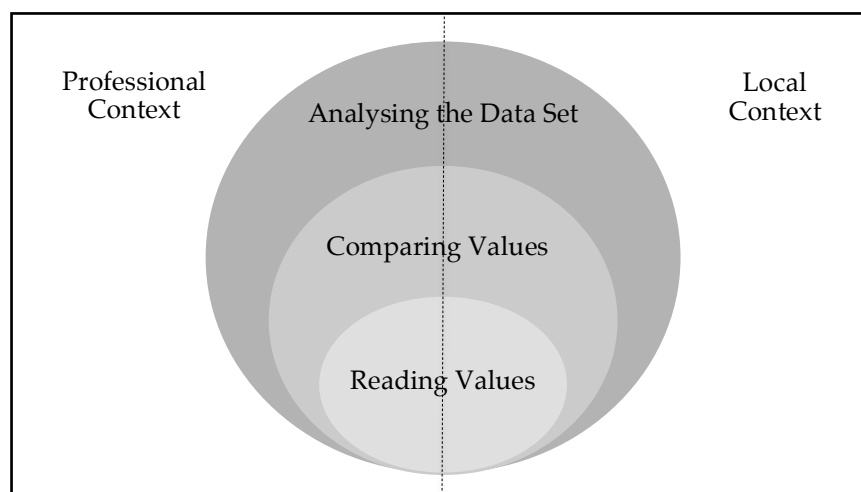 Professional
Context
Local
Context
Analysing the Data Set
Comparing Values
Reading Values